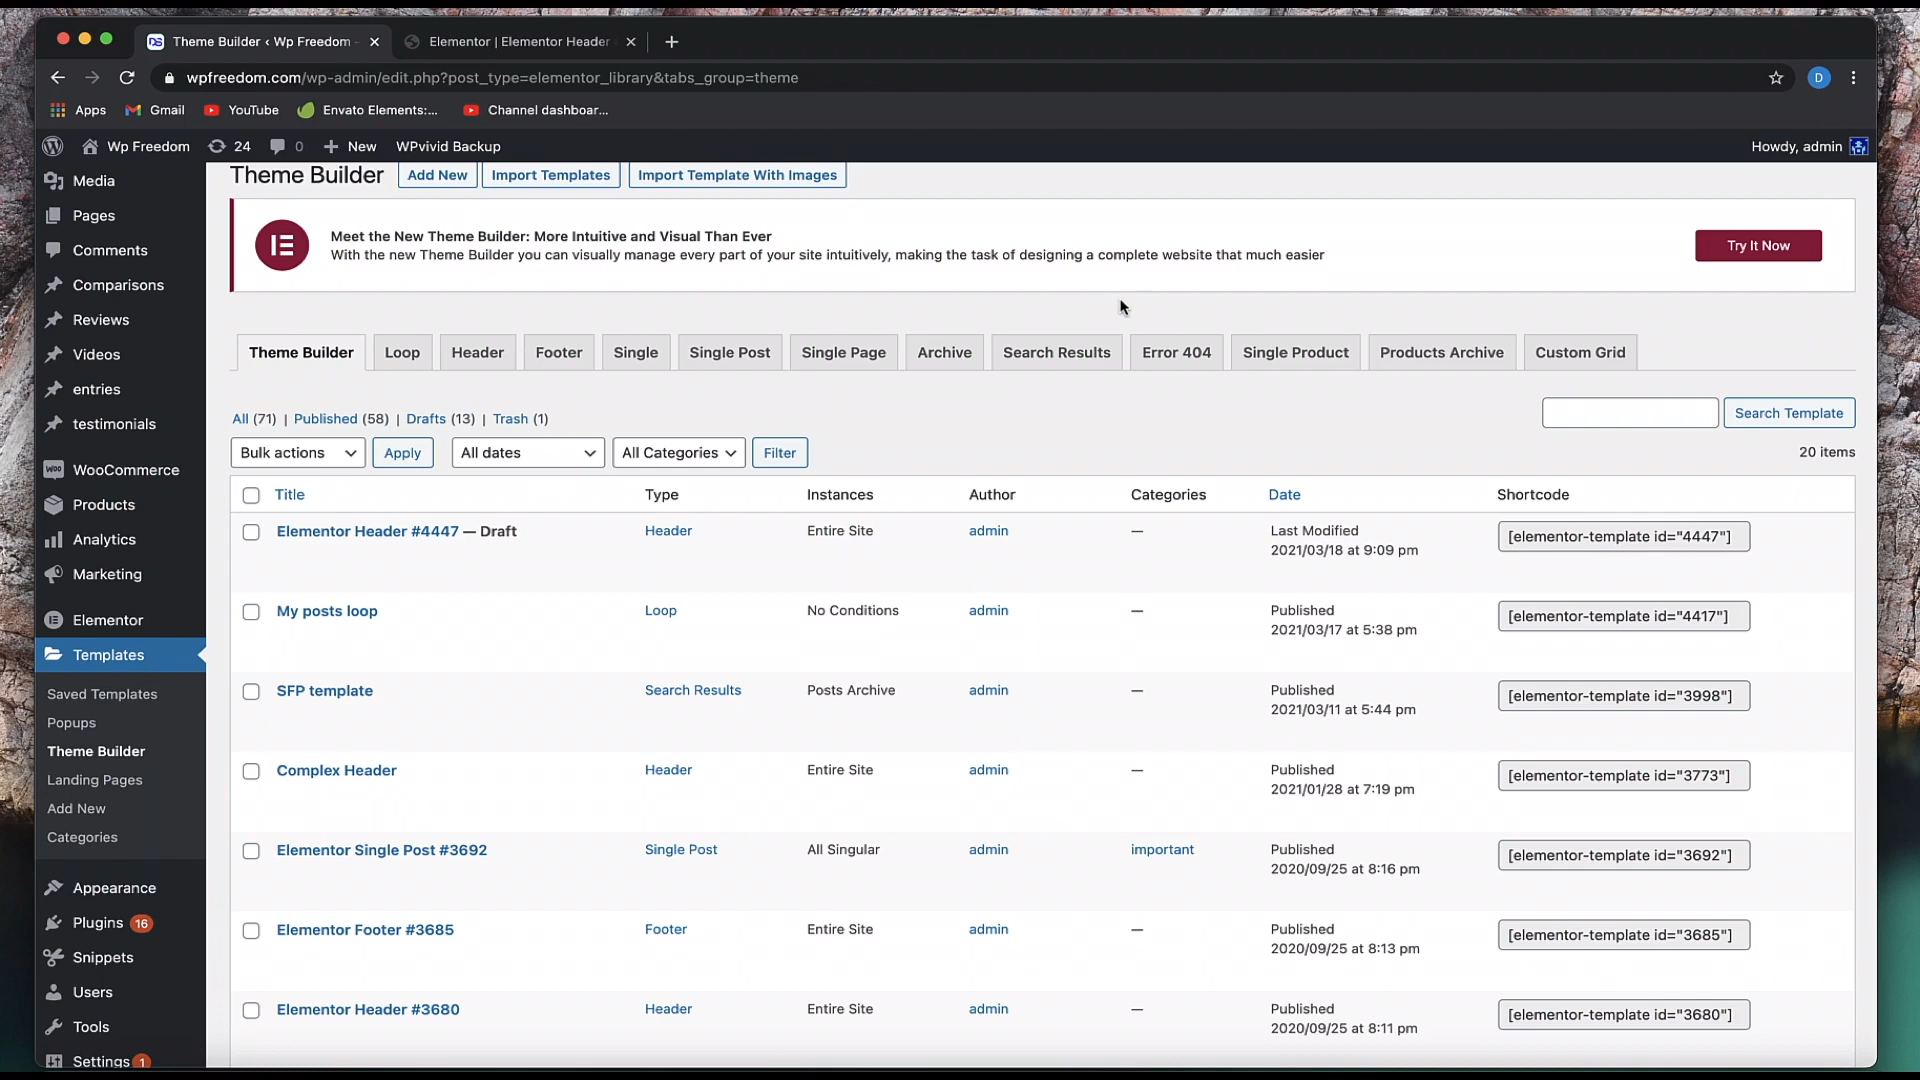 Theme Builder ‹ Wp Freedom
Elementor | Elementor Header
wpfreedom.com/wp-admin/edit.php?post_type=elementor_library&tabs_group=theme
D
Apps
Gmail
YouTube
Envato Elements:...
Channel dashboar...
Wp Freedom
24
0
New
WPvivid Backup
Howdy, admin
Media
Pages
Comments
Comparisons
Reviews
Videos
entries
testimonials
WooCommerce
Products
Analytics
Marketing
Elementor
Templates
Saved Templates
Popups
Theme Builder
Landing Pages
Add New
Categories
Appearance
Plugins 16
Snippets
Users
Tools
Settings 1
Theme Builder
Add New
Import Templates
Import Template With Images
Meet the New Theme Builder: More Intuitive and Visual Than Ever
With the new Theme Builder you can visually manage every part of your site intuitively, making the task of designing a complete website that much easier
Try It Now
Theme Builder
Loop
Header
Footer
Single
Single Post
Single Page
Archive
Search Results
Error 404
Single Product
Products Archive
Custom Grid
All (71) | Published (58) | Drafts (13) | Trash (1)
Search Template
Bulk actions
Apply
All dates
All Categories
Filter
20 items
Title Type Instances Author Categories Date Shortcode
Elementor Header #4447 — Draft Header Entire Site admin — Last Modified [elementor-template id="4447"]
2021/03/18 at 9:09 pm
My posts loop Loop No Conditions admin — Published [elementor-template id="4417"]
2021/03/17 at 5:38 pm
SFP template Search Results Posts Archive admin — Published [elementor-template id="3998"]
2021/03/11 at 5:44 pm
Complex Header Header Entire Site admin — Published [elementor-template id="3773"]
2021/01/28 at 7:19 pm
Elementor Single Post #3692 Single Post All Singular admin important Published [elementor-template id="3692"]
2020/09/25 at 8:16 pm
Elementor Footer #3685 Footer Entire Site admin — Published [elementor-template id="3685"]
2020/09/25 at 8:13 pm
Elementor Header #3680 Header Entire Site admin — Published [elementor-template id="3680"]
2020/09/25 at 8:11 pm